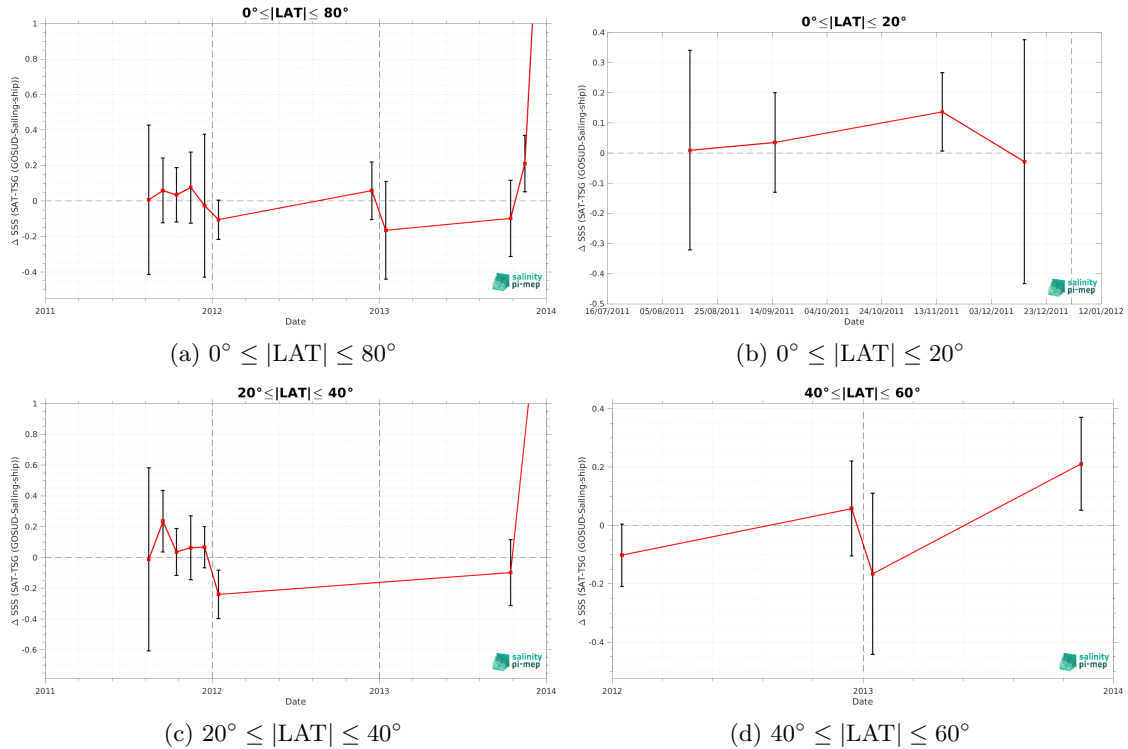 0°≤|LAT|≤ 80°
1
0.8
0.6
0.4
0.2
0
-0.2
-0.4
Δ SSS (SAT-TSG (GOSUD-Sailing-ship))
2011
2012
2013
2014
Date
salinity
pi-mep
(a) 0° ≤ |LAT| ≤ 80°
0°≤|LAT|≤ 20°
0.4
0.3
0.2
0.1
0
-0.1
-0.2
-0.3
-0.4
-0.5
Δ SSS (SAT-TSG (GOSUD-Sailing-ship))
16/07/2011
05/08/2011
25/08/2011
14/09/2011
04/10/2011
24/10/2011
13/11/2011
03/12/2011
23/12/2011
12/01/2012
Date
salinity
pi-mep
(b) 0° ≤ |LAT| ≤ 20°
20°≤|LAT|≤ 40°
1
0.8
0.6
0.4
0.2
0
-0.2
-0.4
-0.6
Δ SSS (SAT-TSG (GOSUD-Sailing-ship))
2011
2012
2013
2014
Date
salinity
pi-mep
(c) 20° ≤ |LAT| ≤ 40°
40°≤|LAT|≤ 60°
0.4
0.2
0
-0.2
-0.4
Δ SSS (SAT-TSG (GOSUD-Sailing-ship))
2012
2013
2014
Date
salinity
pi-mep
(d) 40° ≤ |LAT| ≤ 60°